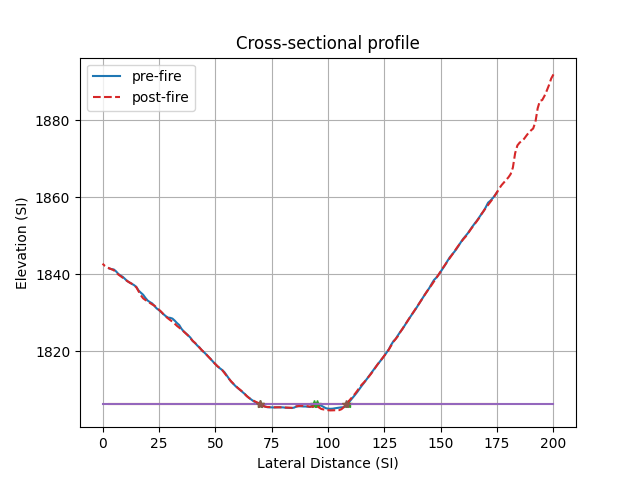 Cross-sectional profile
pre-fire
post-fire
1880
1860
1840
1820
Elevation (SI)
0 25 50 75 100 125 150 175 200
Lateral Distance (SI)